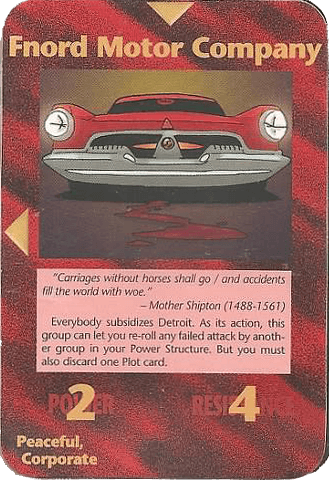 Fnord Motor Company
"Carriages without horses shall go / and accidents
fill the world with woe."
– Mother Shipton (1488-1561)
Everybody subsidizes Detroit. As its action, this
group can let you re-roll any failed attack by anoth-
er group in your Power Structure. But you must
also discard one Plot card.
POWER 2 RESISTANCE 4
Peaceful,
Corporate